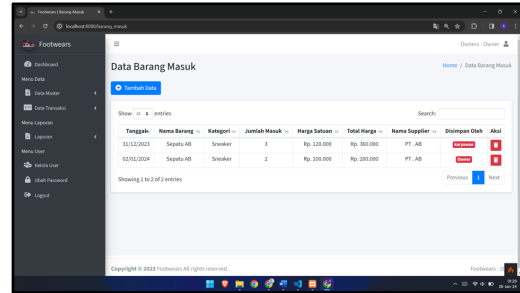 Footwears | Barang Masuk
localhost:8080/barang_masuk
Footwears
Owners - Owner
Dashboard
Menu Data
Data Master
Data Transaksi
Menu Laporan
Laporan
Menu User
Kelola User
Ubah Password
Logout
Data Barang Masuk
Home / Data Barang Masuk
Tambah Data
Show 10 entries
Search:
Tanggak Nama Barang Kategori Jumlah Masuk Harga Satuan Total Harga Nama Supplier Disimpan Oleh Aksi
31/12/2023 Sepatu AB Sneaker 3 Rp. 120.000 Rp. 360.000 PT . AB Karyawan
02/01/2024 Sepatu AB Sneaker 2 Rp. 100.000 Rp. 200.000 PT . AB Owner
Showing 1 to 2 of 2 entries
Previous 1 Next
Copyright © 2023 Footwears All rights reserved.
Footwears - 2